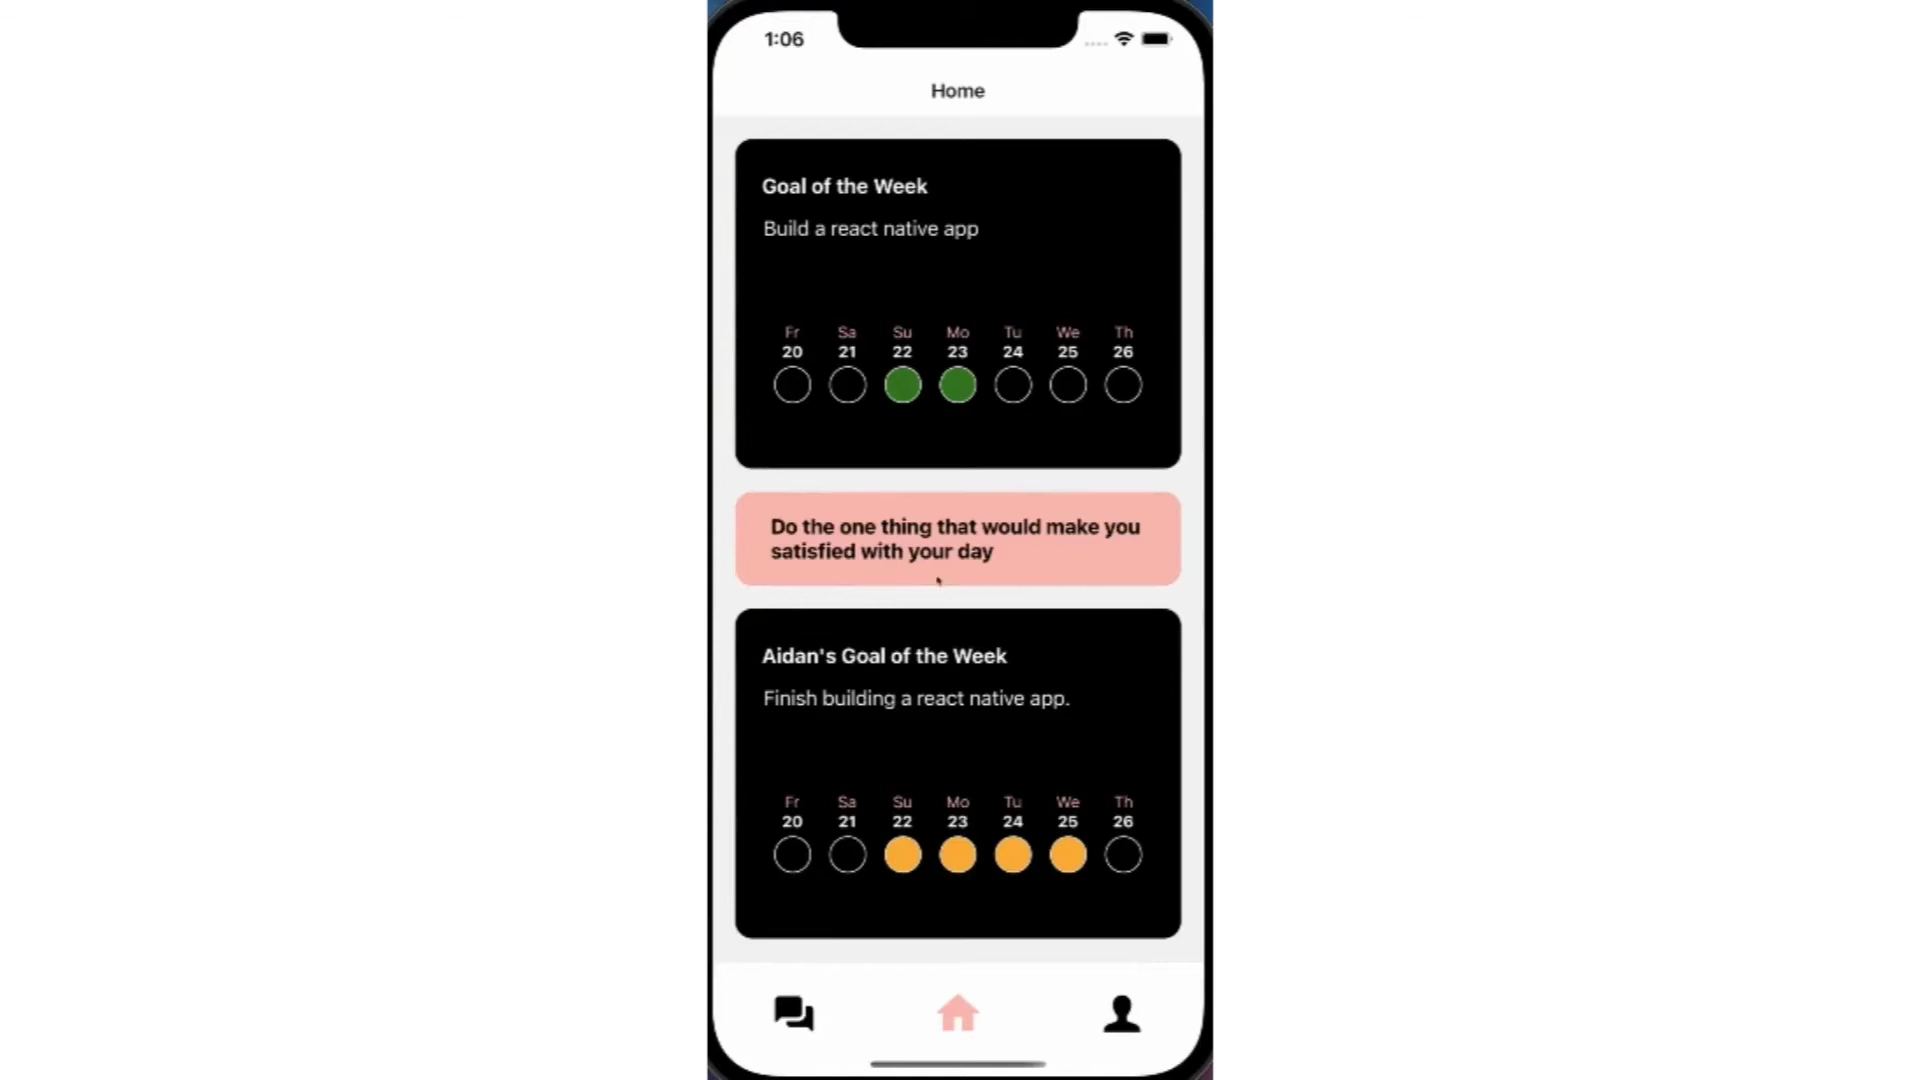 1:06
Home
Goal of the Week
Build a react native app
Fr Sa Su Mo Tu We Th
20 21 22 23 24 25 26
Do the one thing that would make you
satisfied with your day
Aidan's Goal of the Week
Finish building a react native app.
Fr Sa Su Mo Tu We Th
20 21 22 23 24 25 26